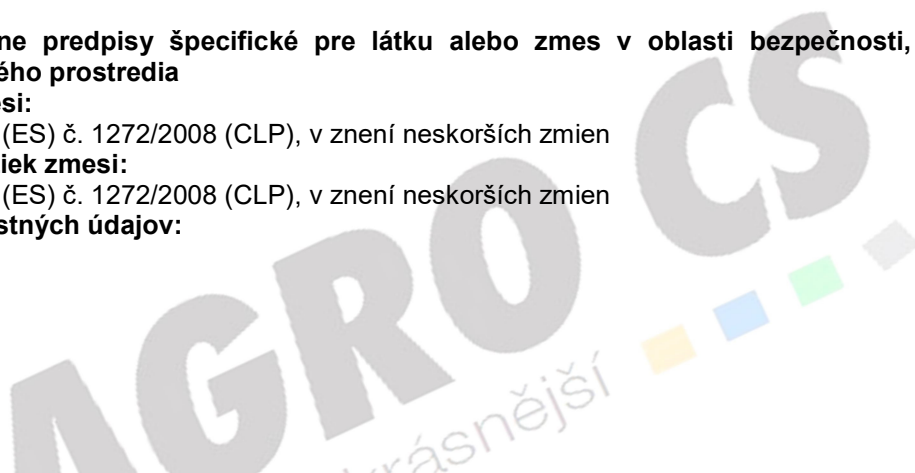 ne predpisy špecifické pre látku alebo zmes v oblasti bezpečnosti,
ého prostredia
si:
(ES) č. 1272/2008 (CLP), v znení neskorších zmien
iek zmesi:
(ES) č. 1272/2008 (CLP), v znení neskorších zmien
stných údajov:
AGRO CS
krásnější